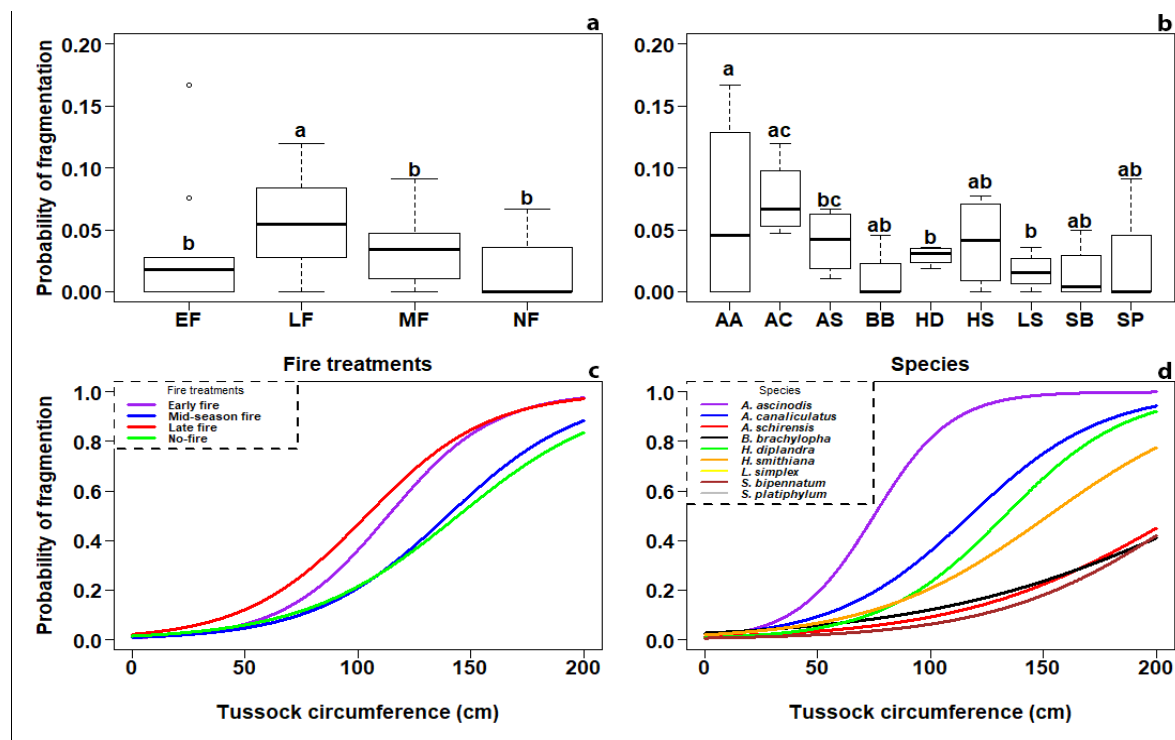 a
Probability of fragmentation
0.20
0.15
0.10
0.05
0.00
b
a
b
b
EF LF MF NF
Fire treatments
b
0.20
0.15
0.10
0.05
0.00
a
ac
bc
ab
b
ab
b
ab
ab
AA AC AS BB HD HS LS SB SP
Species
c
Probability of fragmention
1.0
0.8
0.6
0.4
0.2
0.0
Fire treatments
Early fire
Mid-season fire
Late fire
No-fire
0 50 100 150 200
Tussock circumference (cm)
d
1.0
0.8
0.6
0.4
0.2
0.0
Species
A. ascinodis
A. canaliculatus
A. schirensis
B. brachylopha
H. diplandra
H. smithiana
L. simplex
S. bipennatum
S. platiphylum
0 50 100 150 200
Tussock circumference (cm)